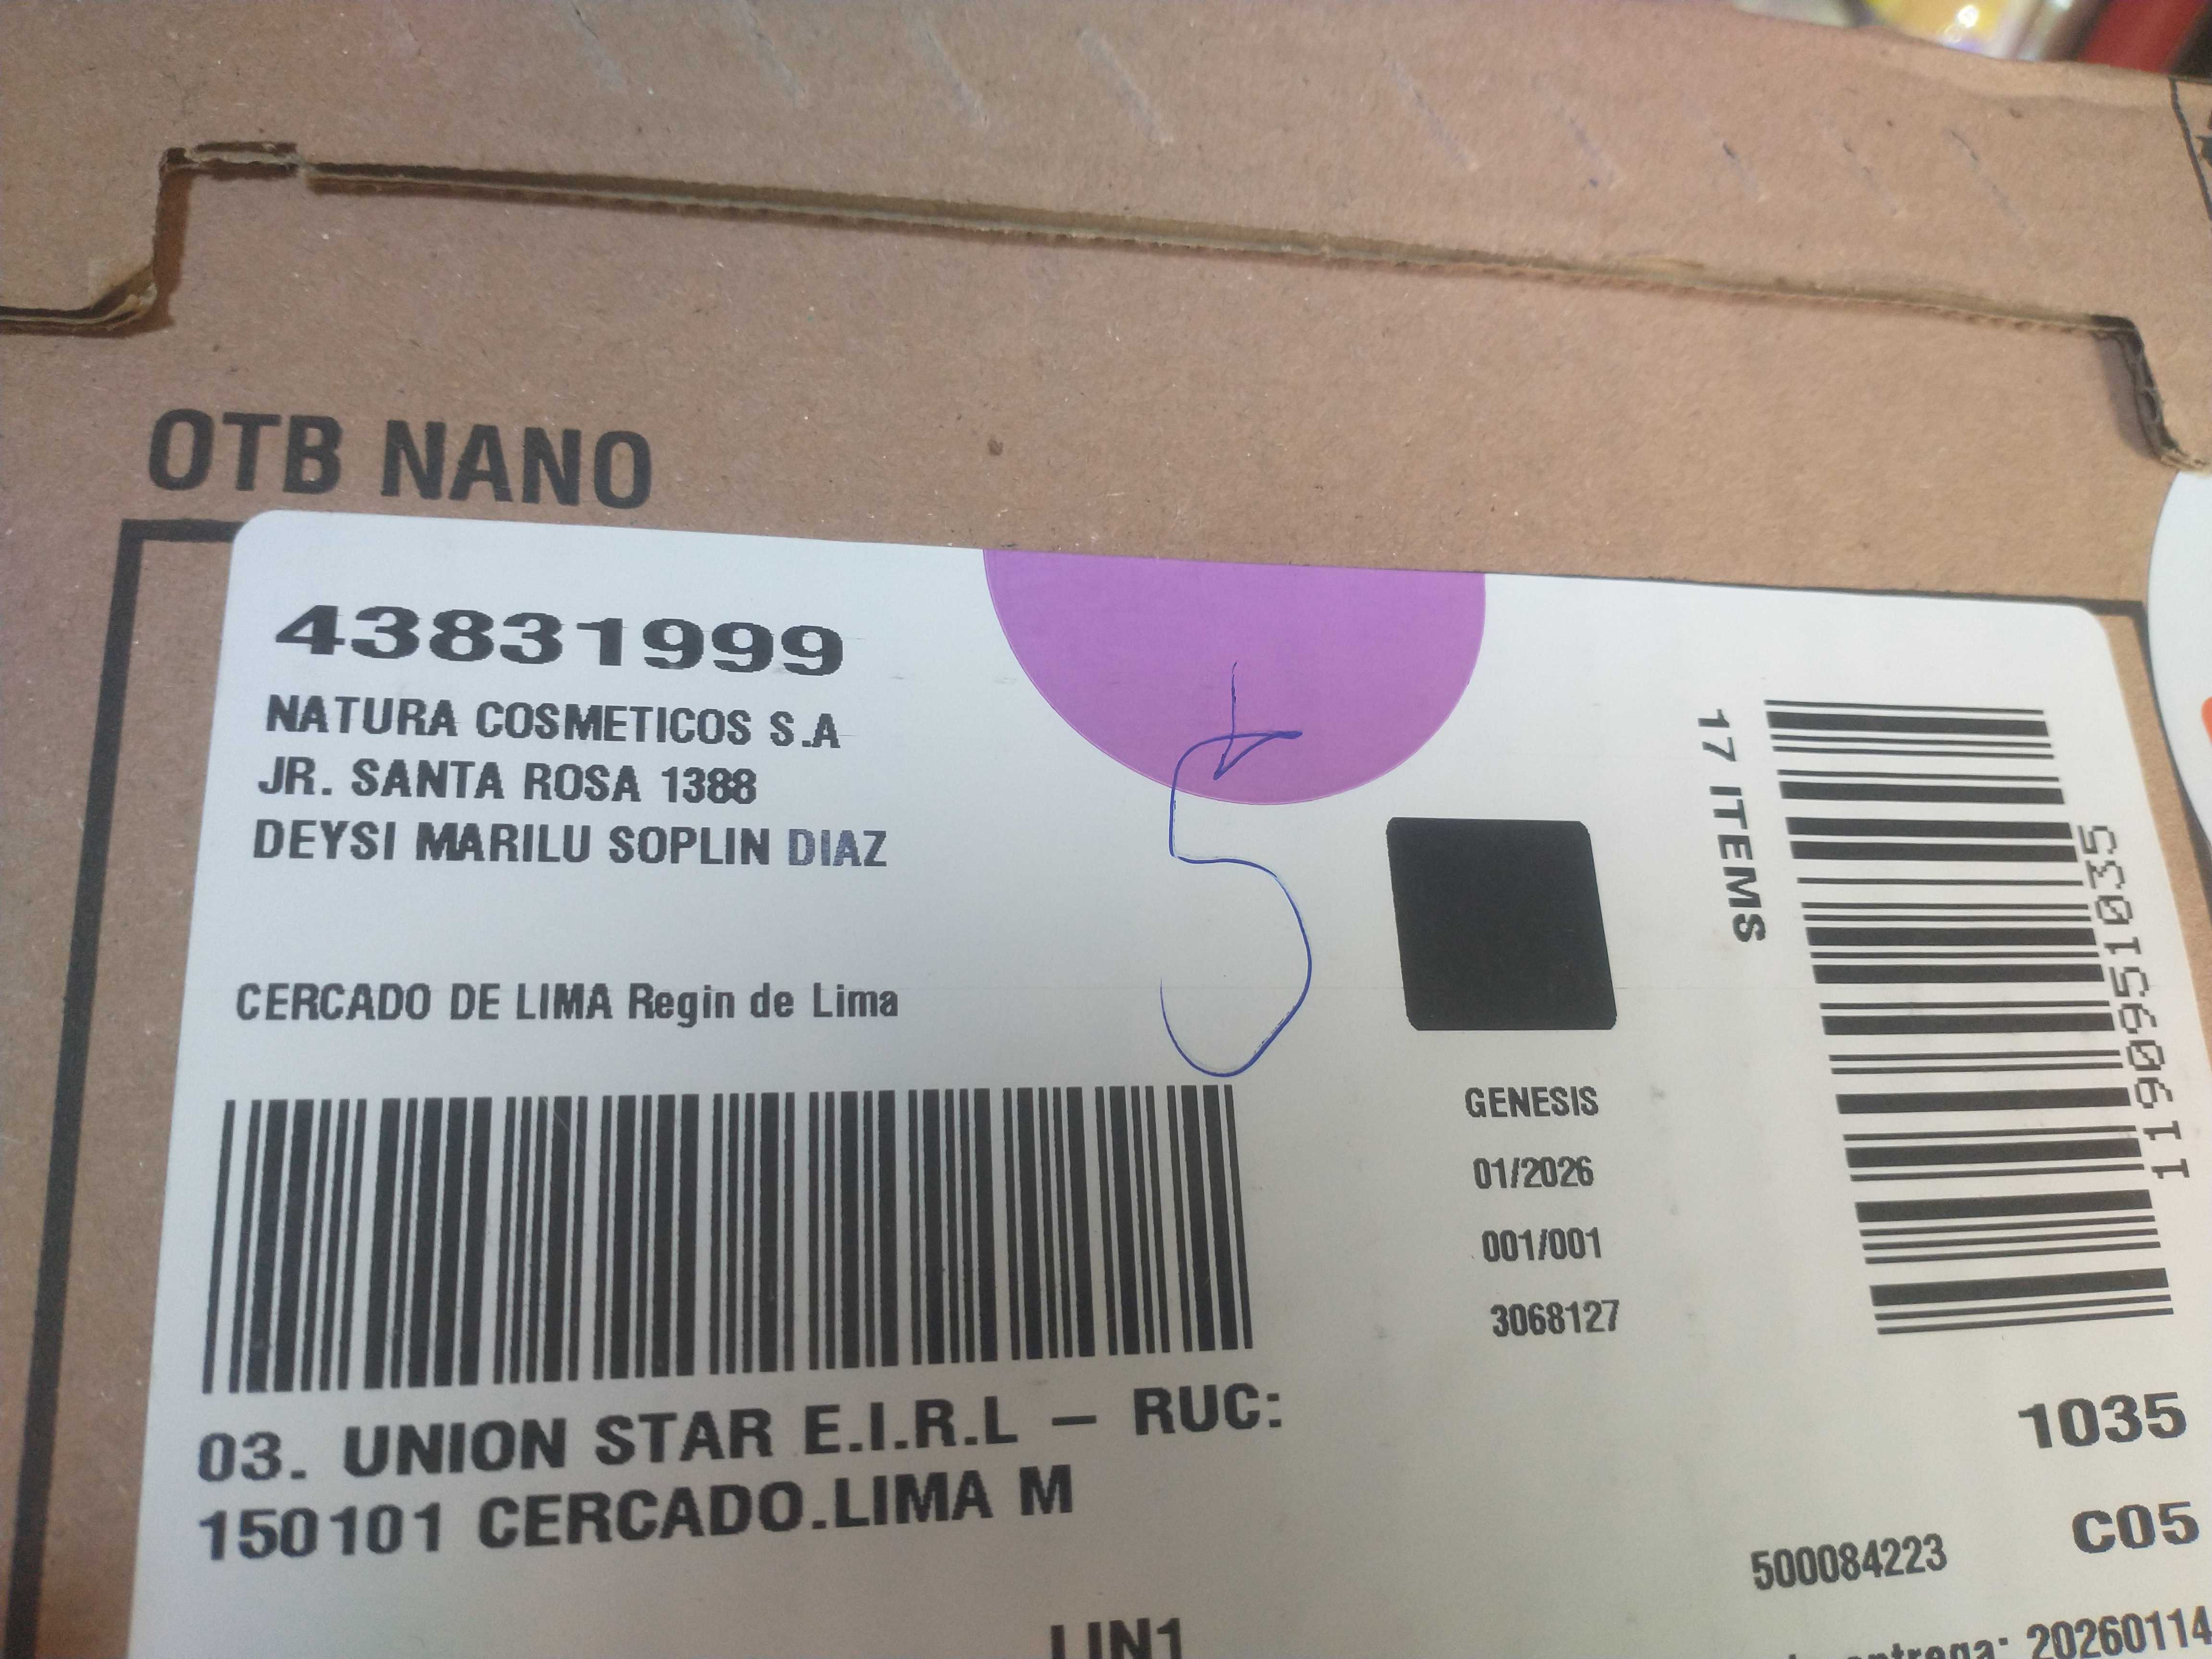 OTB NANO
43831999
NATURA COSMETICOS S.A
JR. SANTA ROSA 1388
DEYSI MARILU SOPLIN DIAZ
CERCADO DE LIMA Regin de Lima
5
17 ITEMS
1190951035
GENESIS
01/2026
001/001
3068127
03. UNION STAR E.I.R.L – RUC:
150101 CERCADO.LIMA M
1035
C05
500084223
LIN1
entrega: 20260114